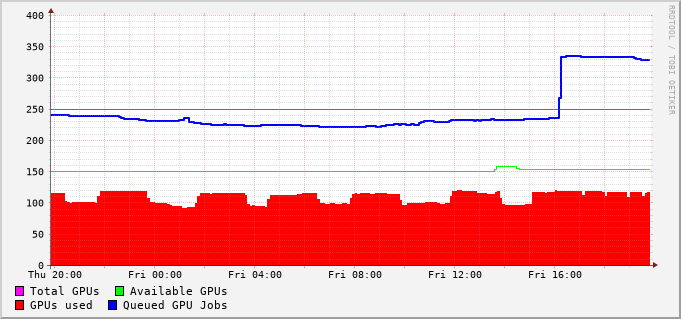 400
350
300
250
200
150
100
50
0
Thu 20:00 Fri 00:00 Fri 04:00 Fri 08:00 Fri 12:00 Fri 16:00
Total GPUs Available GPUs
GPUs used Queued GPU Jobs
RRDTOOL / TOBI OETIKER